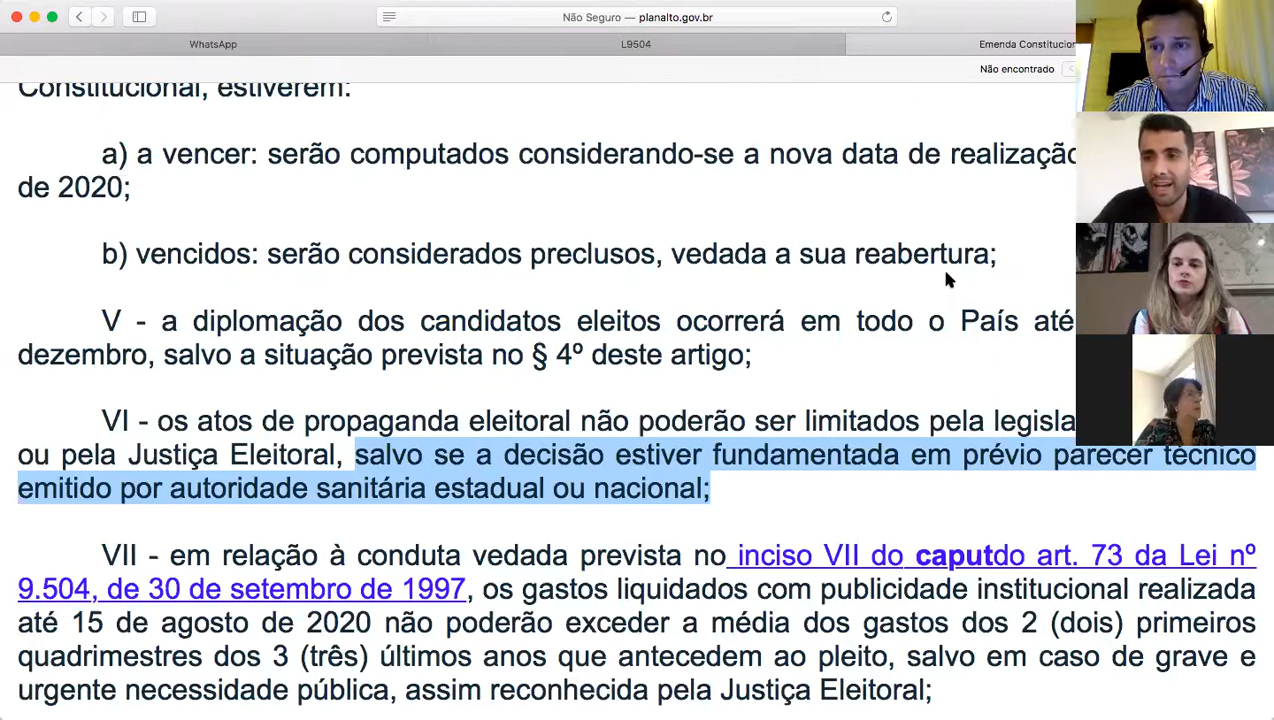 Não Seguro — planalto.gov.br
WhatsApp
L9504
Emenda Constitucion
Não encontrado
Constitucional, estiverem:
a) a vencer: serão computados considerando-se a nova data de realização
de 2020;
b) vencidos: serão considerados preclusos, vedada a sua reabertura;
V - a diplomação dos candidatos eleitos ocorrerá em todo o País até
dezembro, salvo a situação prevista no § 4º deste artigo;
VI - os atos de propaganda eleitoral não poderão ser limitados pela legisla
ou pela Justiça Eleitoral, salvo se a decisão estiver fundamentada em prévio parecer técnico
emitido por autoridade sanitária estadual ou nacional;
VII - em relação à conduta vedada prevista no inciso VII do caputdo art. 73 da Lei nº
9.504, de 30 de setembro de 1997, os gastos liquidados com publicidade institucional realizada
até 15 de agosto de 2020 não poderão exceder a média dos gastos dos 2 (dois) primeiros
quadrimestres dos 3 (três) últimos anos que antecedem ao pleito, salvo em caso de grave e
urgente necessidade pública, assim reconhecida pela Justiça Eleitoral;